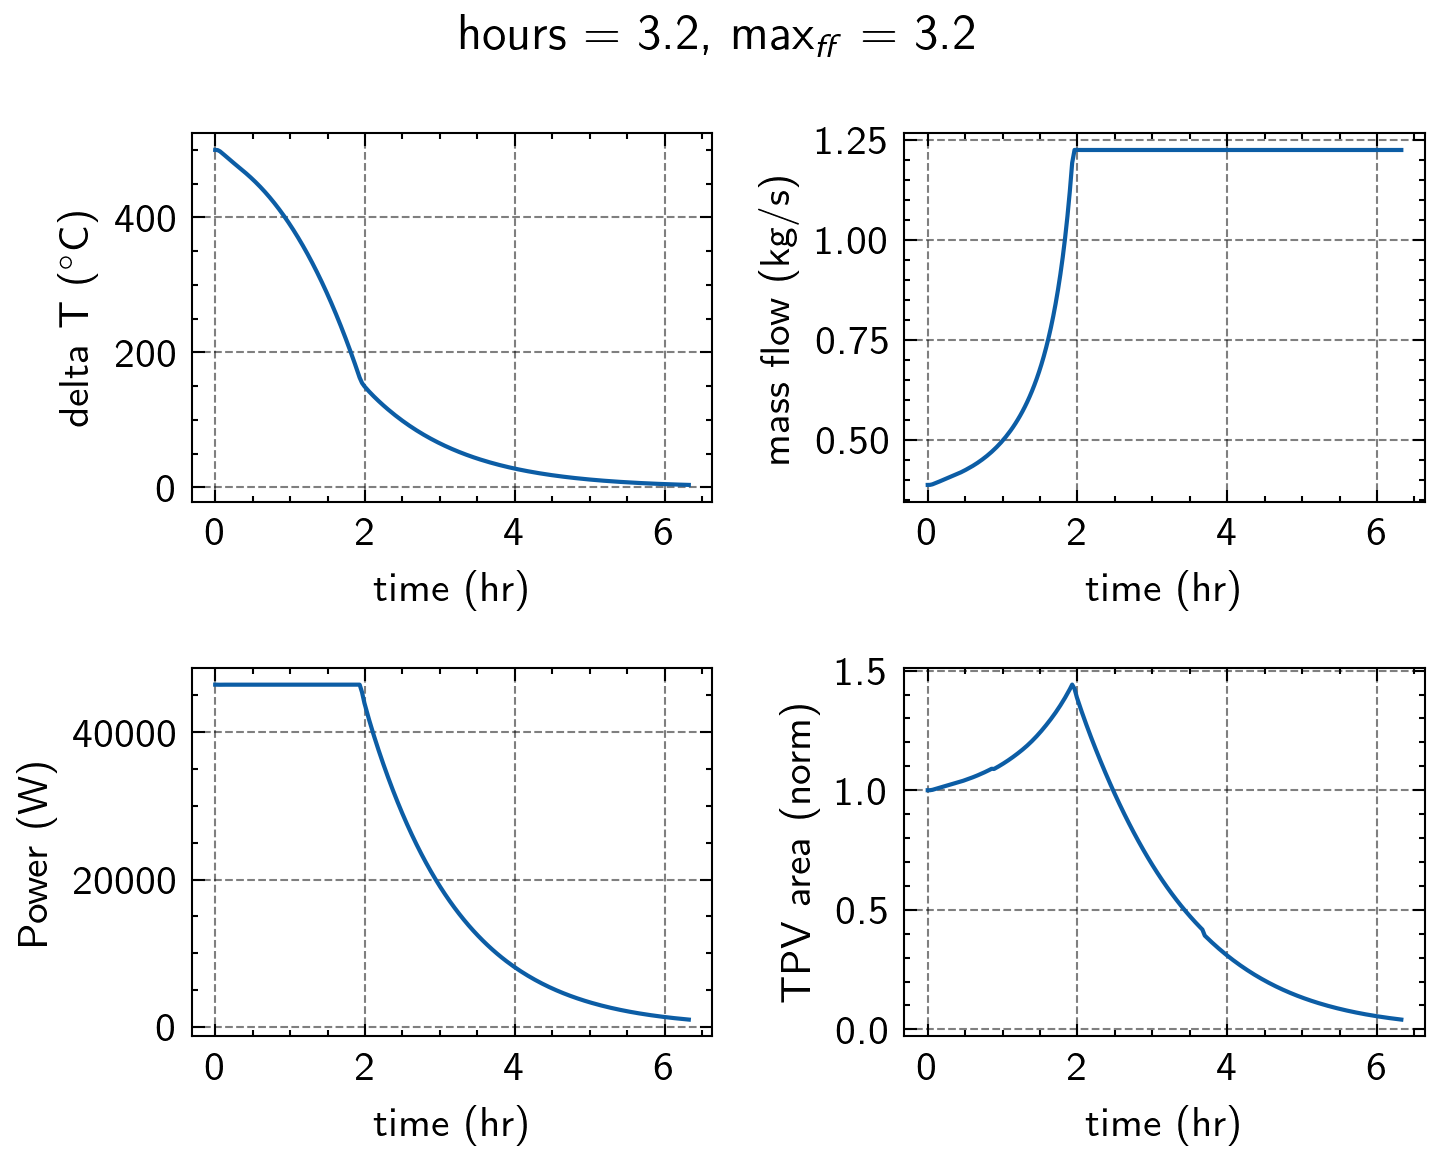 hours = 3.2, max_ff = 3.2
delta T (°C)
400
200
0
0 2 4 6
time (hr)
mass flow (kg/s)
1.25
1.00
0.75
0.50
0 2 4 6
time (hr)
Power (W)
40000
20000
0
0 2 4 6
time (hr)
TPV area (norm)
1.5
1.0
0.5
0.0
0 2 4 6
time (hr)